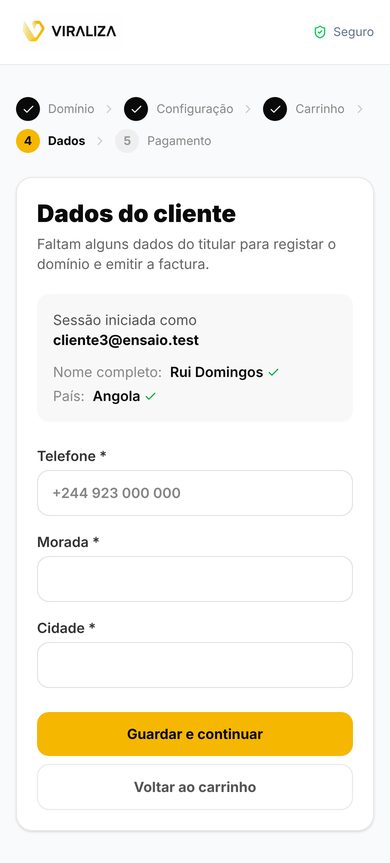 VIRALIZA
Seguro
Domínio
Configuração
Carrinho
4 Dados
5 Pagamento
Dados do cliente
Faltam alguns dados do titular para registar o
domínio e emitir a factura.
Sessão iniciada como
cliente3@ensaio.test
Nome completo: Rui Domingos
País: Angola
Telefone *
+244 923 000 000
Morada *
Cidade *
Guardar e continuar
Voltar ao carrinho